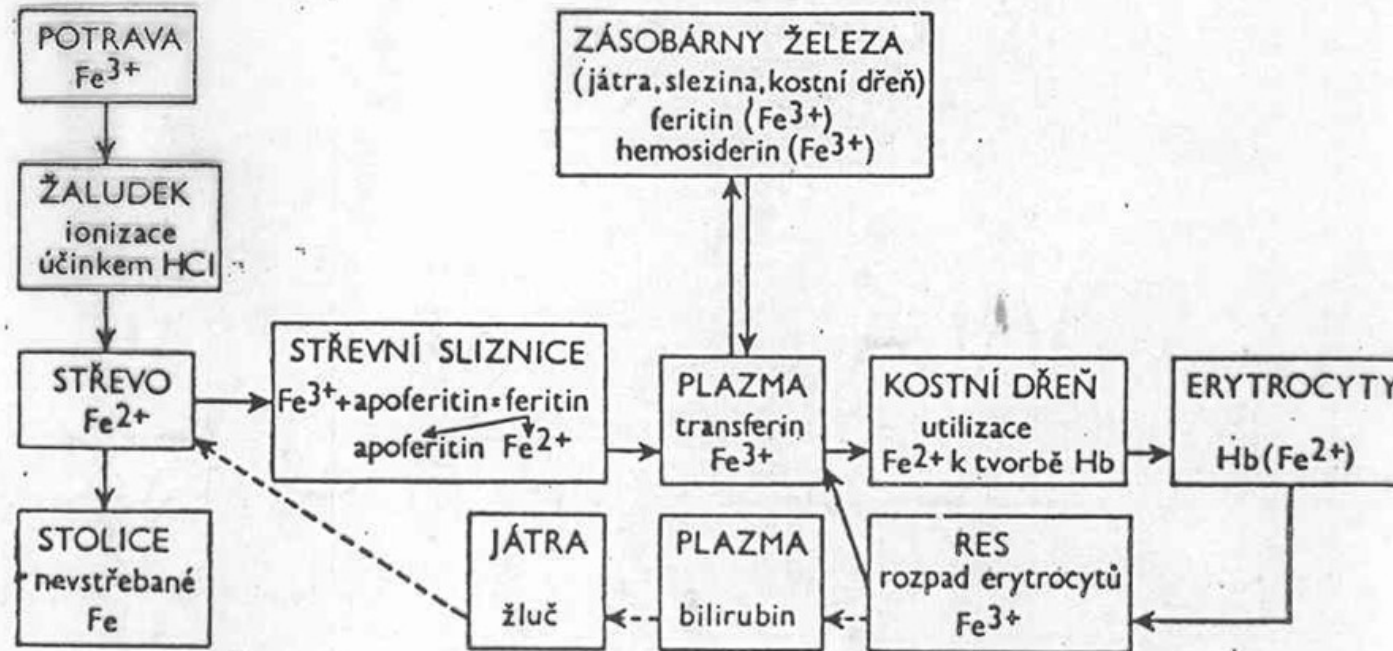 POTRAVA
Fe³⁺
ŽALUDEK
ionizace
účinkem HCl
STŘEVO
Fe²⁺
STOLICE
nevstřebané
Fe
STŘEVNÍ SLIZNICE
Fe³⁺+apoferitin=feritin
apoferitin Fe²⁺
ZÁSOBÁRNY ŽELEZA
(játra, slezina, kostní dřeň)
feritin (Fe³⁺)
hemosiderin (Fe³⁺)
PLAZMA
transferin
Fe³⁺
KOSTNÍ DŘEŇ
utilizace
Fe²⁺ k tvorbě Hb
ERYTROCYTY
Hb(Fe²⁺)
RES
rozpad erytrocytů
Fe³⁺
PLAZMA
bilirubin
JÁTRA
žluč